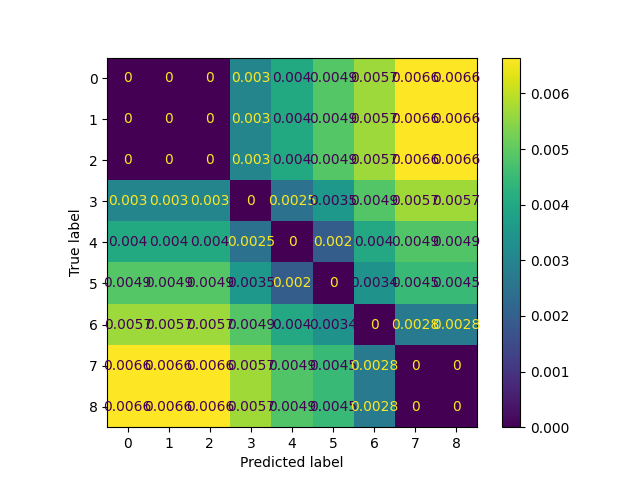 0 0 0 0 0.003 0.004 0.0049 0.0057 0.0066 0.0066
1 0 0 0 0.003 0.004 0.0049 0.0057 0.0066 0.0066
2 0 0 0 0.003 0.004 0.0049 0.0057 0.0066 0.0066
3 0.003 0.003 0.003 0 0.0025 0.0035 0.0049 0.0057 0.0057
4 0.004 0.004 0.004 0.0025 0 0.002 0.004 0.0049 0.0049
5 0.0049 0.0049 0.0049 0.0035 0.002 0 0.0034 0.0045 0.0045
6 0.0057 0.0057 0.0057 0.0049 0.004 0.0034 0 0.0028 0.0028
7 0.0066 0.0066 0.0066 0.0057 0.0049 0.0045 0.0028 0 0
8 0.0066 0.0066 0.0066 0.0057 0.0049 0.0045 0.0028 0 0
0 1 2 3 4 5 6 7 8
Predicted label
True label
0.006
0.005
0.004
0.003
0.002
0.001
0.000